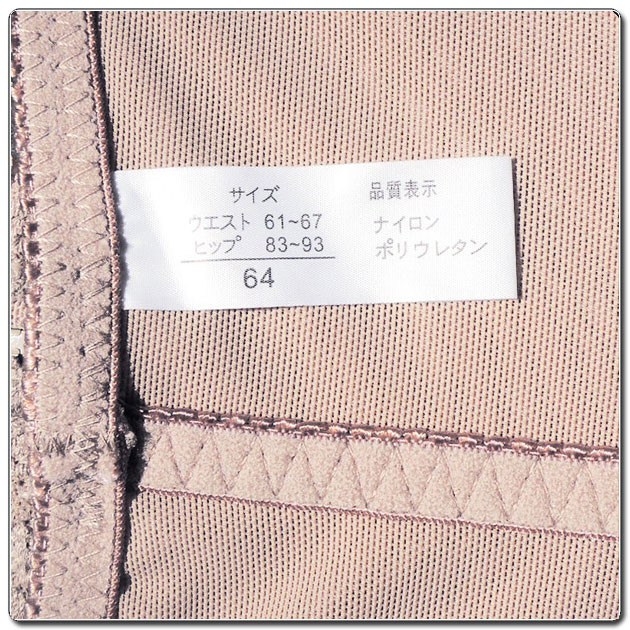 サイズ
ウエスト 61~67
ヒップ 83~93
64
品質表示
ナイロン
ポリウレタン